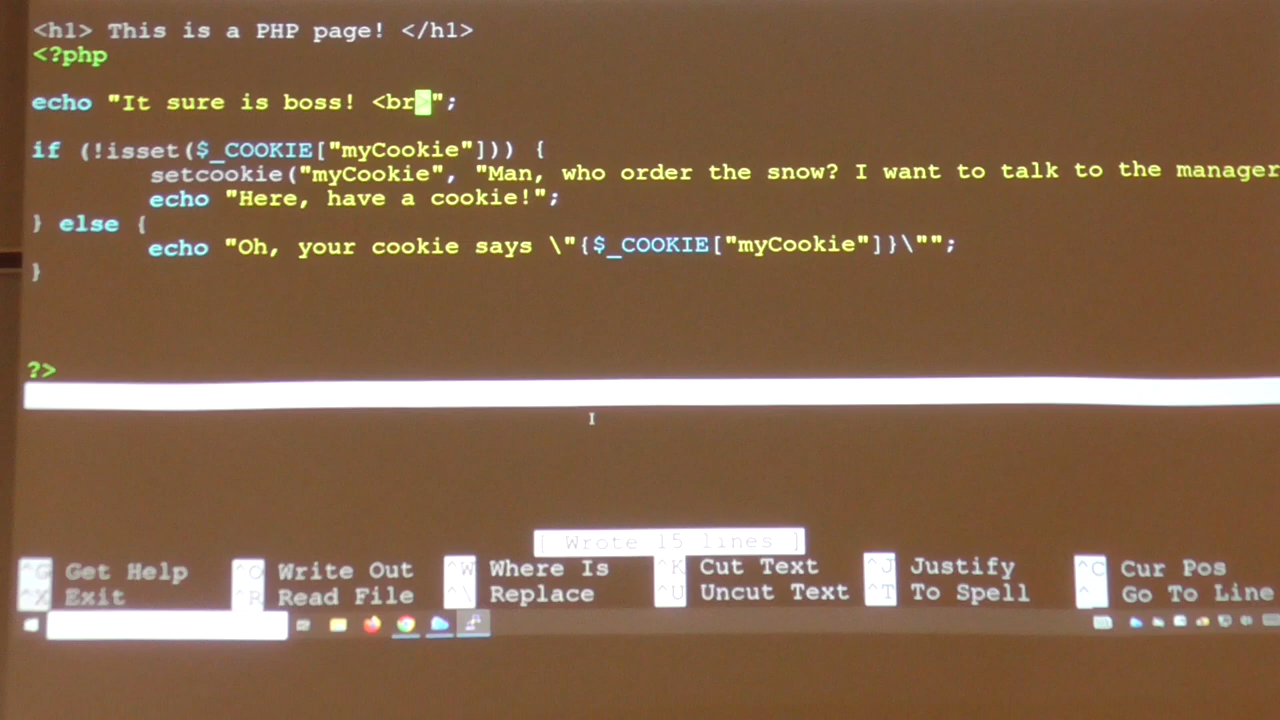 <h1> This is a PHP page! </h1>
<?php
echo "It sure is boss! <br>";
if (!isset($_COOKIE["myCookie"])) {
setcookie("myCookie", "Man, who order the snow? I want to talk to the manager
echo "Here, have a cookie!";
} else {
echo "Oh, your cookie says \"{$_COOKIE["myCookie"]}\"";
}
?>
[ Wrote 15 lines ]
^G Get Help ^O Write Out ^W Where Is ^K Cut Text ^J Justify ^C Cur Pos
^X Exit ^R Read File ^\ Replace ^U Uncut Text ^T To Spell ^_ Go To Line